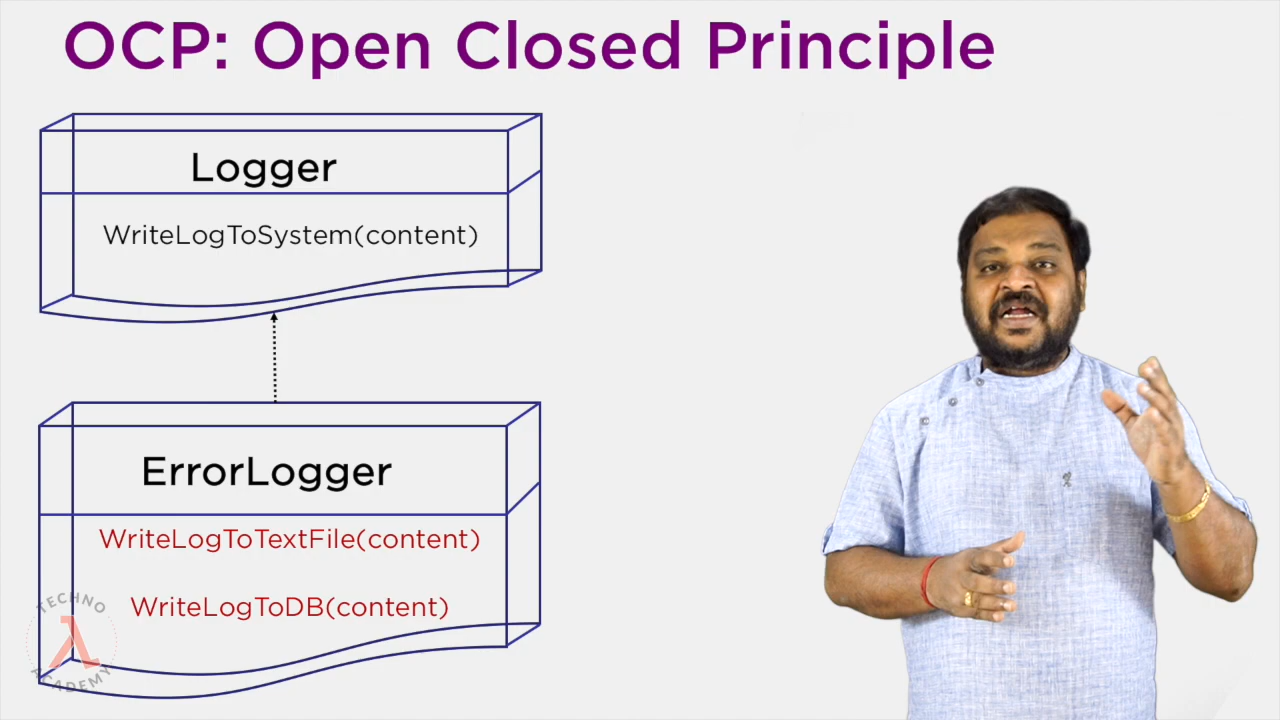 OCP: Open Closed Principle
Logger
WriteLogToSystem(content)
ErrorLogger
WriteLogToTextFile(content)
WriteLogToDB(content)
TECHNO
λ
ACADEMY